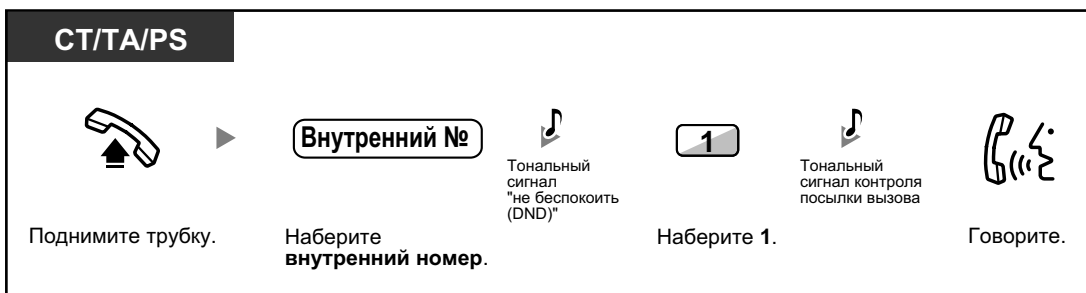 CT/TA/PS
Внутренний №
1
Тональный
сигнал
"не беспокоить
(DND)"
Тональный
сигнал контроля
посылки вызова
Поднимите трубку.
Наберите
внутренний номер.
Наберите 1.
Говорите.